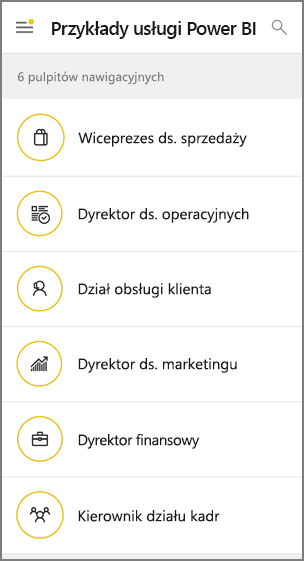 Przykłady usługi Power BI
6 pulpitów nawigacyjnych
Wiceprezes ds. sprzedaży
Dyrektor ds. operacyjnych
Dział obsługi klienta
Dyrektor ds. marketingu
Dyrektor finansowy
Kierownik działu kadr